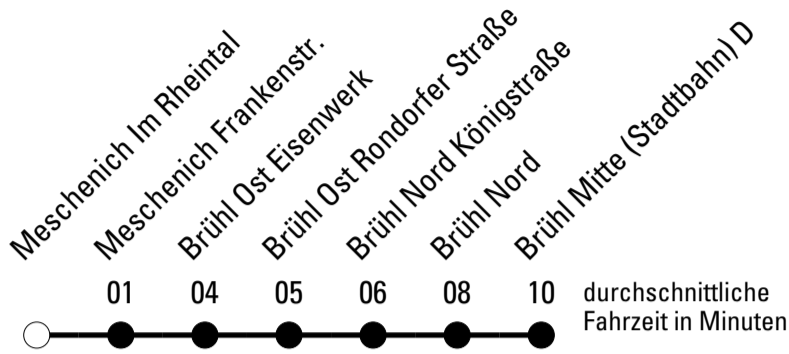 Meschenich Im Rheintal
Meschenich Frankenstr.
Brühl Ost Eisenwerk
Brühl Ost Rondorfer Straße
Brühl Nord Königstraße
Brühl Nord
Brühl Mitte (Stadtbahn) D
01 04 05 06 08 10
durchschnittliche
Fahrzeit in Minuten